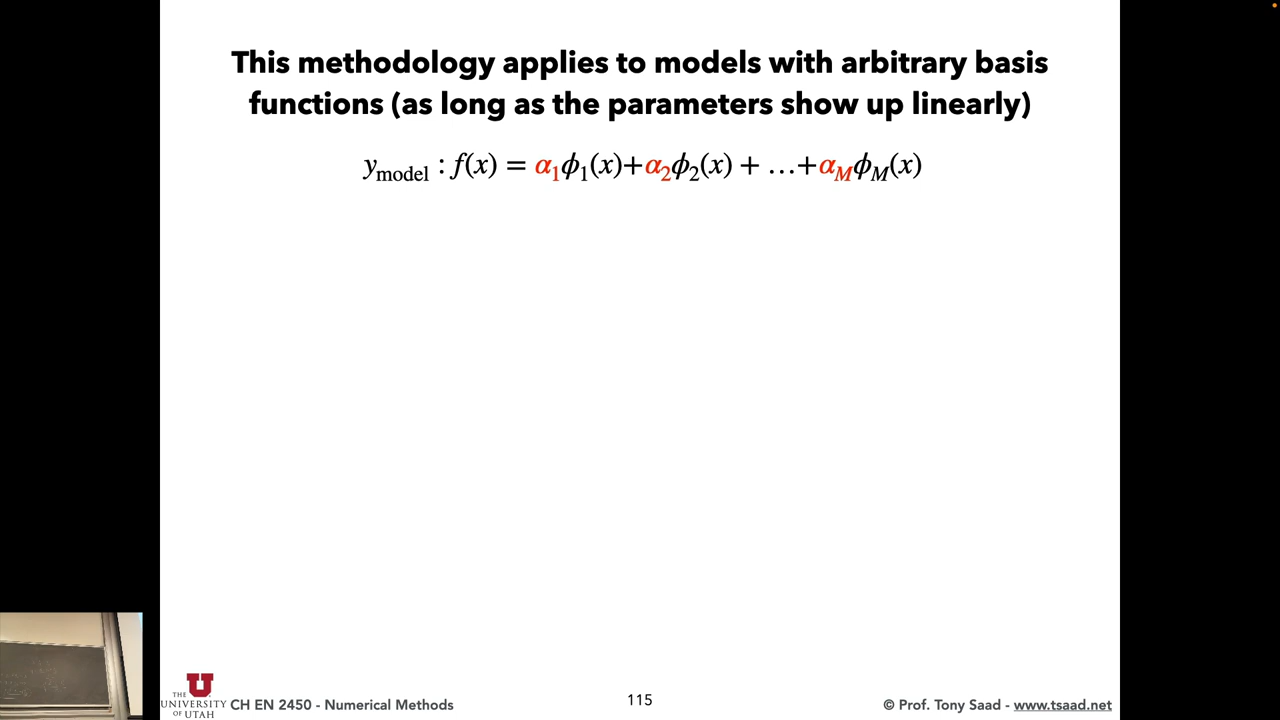 This methodology applies to models with arbitrary basis
functions (as long as the parameters show up linearly)
y_model : f(x) = α₁ϕ₁(x)+α₂ϕ₂(x) + …+α_Mϕ_M(x)
THE
UNIVERSITY
OF UTAH
CH EN 2450 - Numerical Methods
115
© Prof. Tony Saad - www.tsaad.net